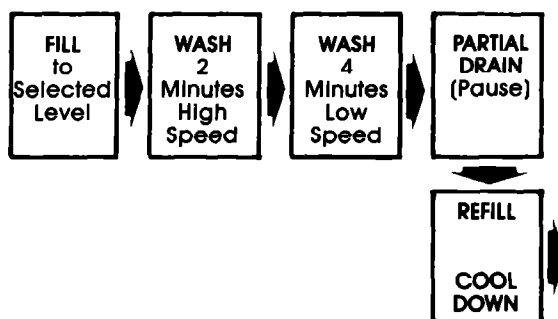 FILL
to
Selected
Level
WASH
2
Minutes
High
Speed
WASH
4
Minutes
Low
Speed
PARTIAL
DRAIN
(Pause)
REFILL
COOL
DOWN